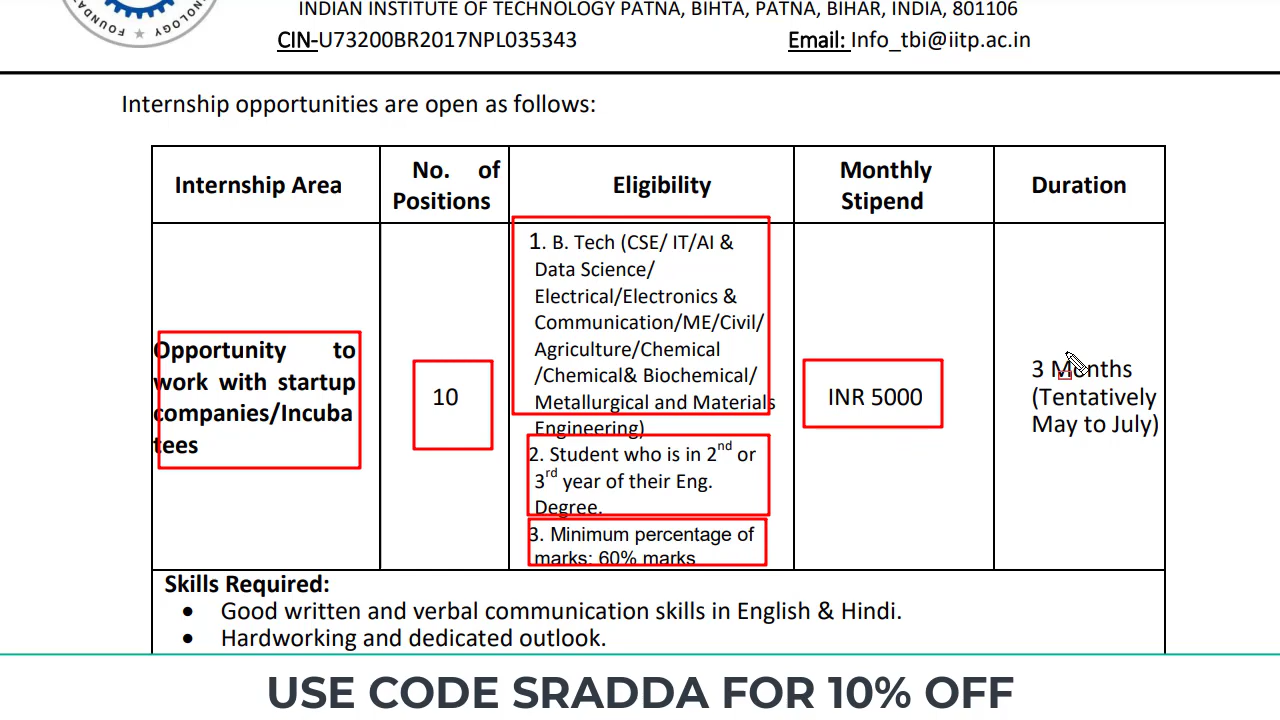 INDIAN INSTITUTE OF TECHNOLOGY PATNA, BIHTA, PATNA, BIHAR, INDIA, 801106
CIN-U73200BR2017NPL035343 Email: Info_tbi@iitp.ac.in
FOUNDA
OLOGY
Internship opportunities are open as follows:
Internship Area
No. of
Positions
Eligibility
Monthly
Stipend
Duration
Opportunity to
work with startup
companies/Incuba
tees
10
1. B. Tech (CSE/ IT/AI &
Data Science/
Electrical/Electronics &
Communication/ME/Civil/
Agriculture/Chemical
/Chemical& Biochemical/
Metallurgical and Materials
Engineering)
2. Student who is in 2nd or
3rd year of their Eng.
Degree.
3. Minimum percentage of
marks: 60% marks
INR 5000
3 Months
(Tentatively
May to July)
Skills Required:
• Good written and verbal communication skills in English & Hindi.
• Hardworking and dedicated outlook.
USE CODE SRADDA FOR 10% OFF